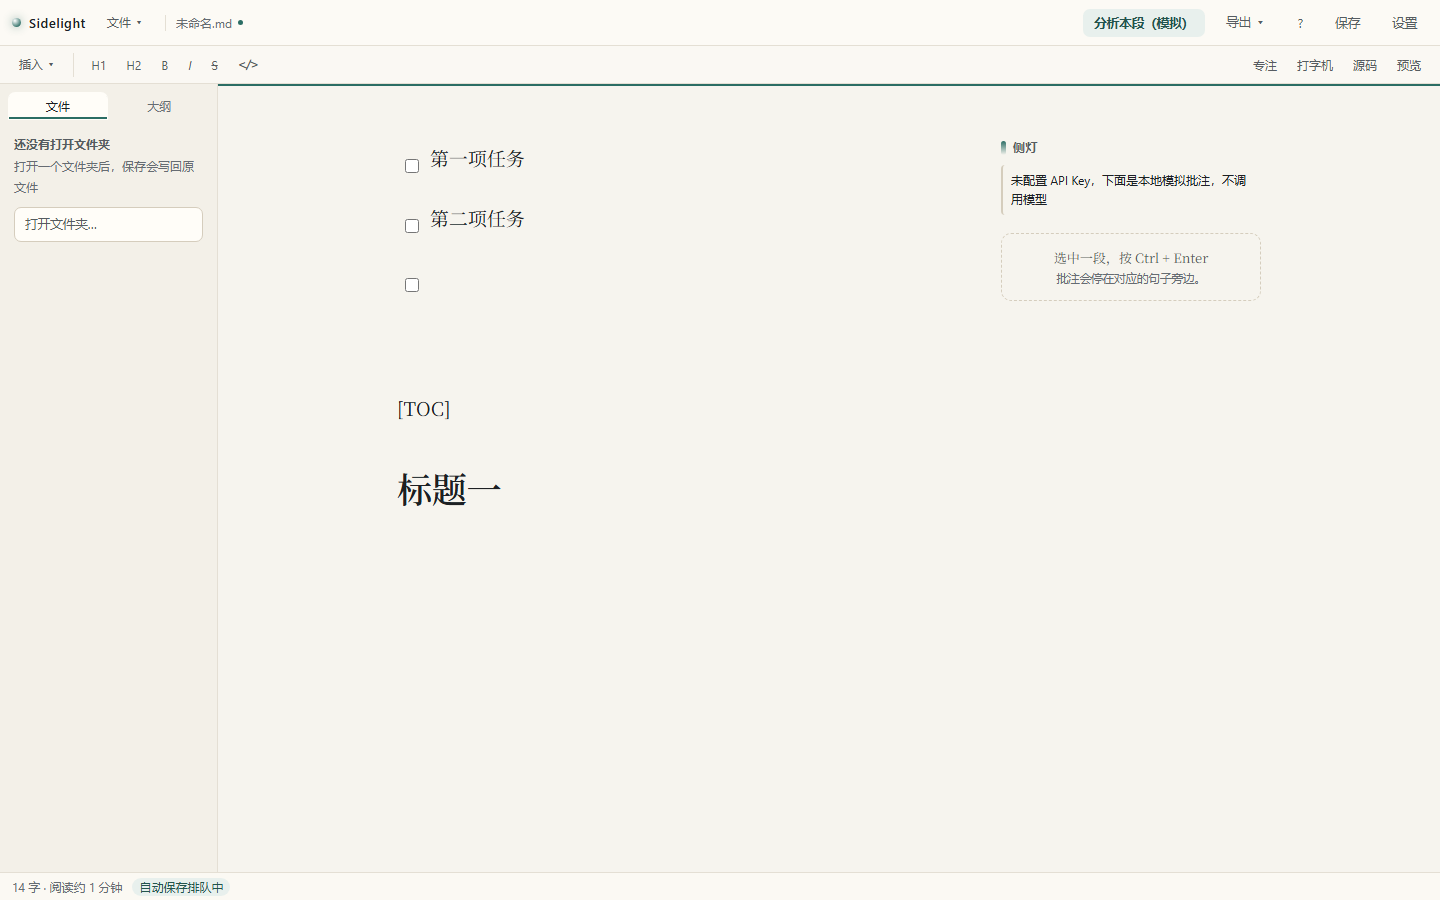 Sidelight 文件 未命名.md 分析本段（模拟） 导出 ? 保存 设置
插入 H1 H2 B I S </> 专注 打字机 源码 预览
文件 大纲
还没有打开文件夹
打开一个文件夹后，保存会写回原
文件
打开文件夹...
第一项任务
第二项任务
[TOC]
标题一
侧灯
未配置 API Key，下面是本地模拟批注，不调
用模型
选中一段，按 Ctrl + Enter
批注会停在对应的句子旁边。
14 字 · 阅读约 1 分钟 自动保存排队中